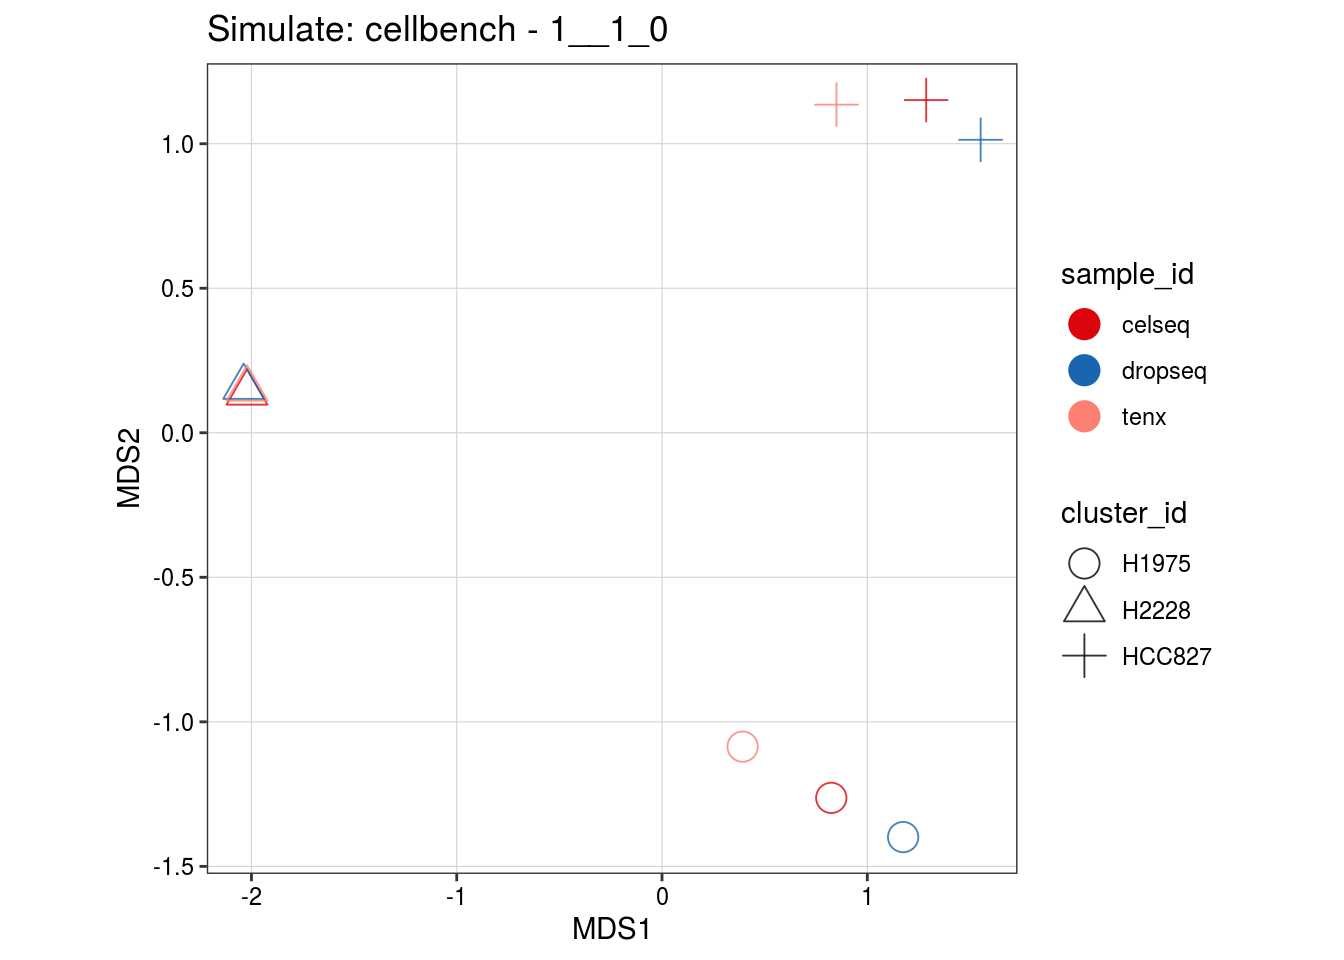 Simulate: cellbench - 1__1_0
1.0
0.5
0.0
-0.5
-1.0
-1.5
MDS2
-2
-1
0
1
MDS1
sample_id
celseq
dropseq
tenx
cluster_id
H1975
H2228
HCC827